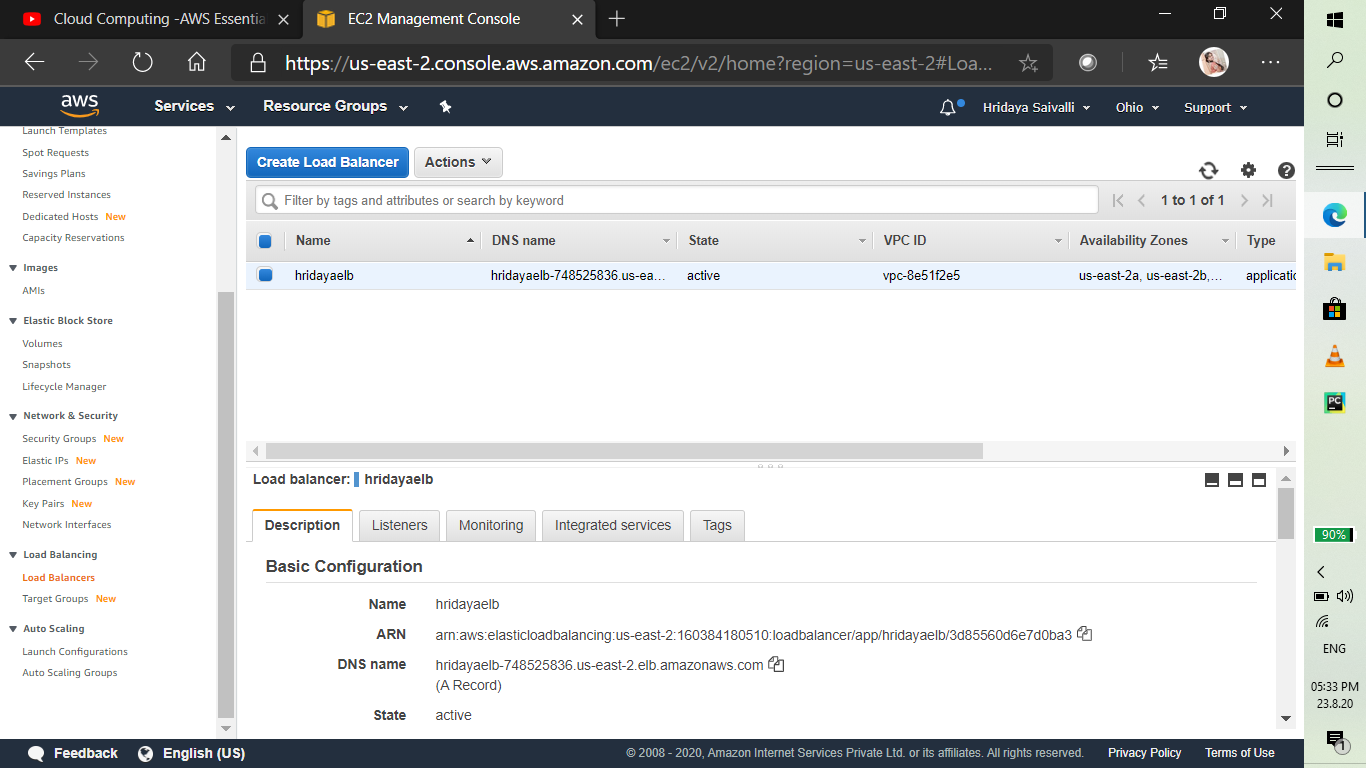 Cloud Computing -AWS Essentia
EC2 Management Console
https://us-east-2.console.aws.amazon.com/ec2/v2/home?region=us-east-2#Loa...
aws
Services
Resource Groups
Hridaya Saivalli
Ohio
Support
Launch Templates
Spot Requests
Savings Plans
Reserved Instances
Dedicated Hosts New
Capacity Reservations
Images
AMIs
Elastic Block Store
Volumes
Snapshots
Lifecycle Manager
Network & Security
Security Groups New
Elastic IPs New
Placement Groups New
Key Pairs New
Network Interfaces
Load Balancing
Load Balancers
Target Groups New
Auto Scaling
Launch Configurations
Auto Scaling Groups
Create Load Balancer
Actions
Filter by tags and attributes or search by keyword
1 to 1 of 1
Name DNS name State VPC ID Availability Zones Type
hridayaelb hridayaelb-748525836.us-ea... active vpc-8e51f2e5 us-east-2a, us-east-2b,... applicatic
Load balancer: hridayaelb
Description Listeners Monitoring Integrated services Tags
Basic Configuration
Name hridayaelb
ARN arn:aws:elasticloadbalancing:us-east-2:160384180510:loadbalancer/app/hridayaelb/3d85560d6e7d0ba3
DNS name hridayaelb-748525836.us-east-2.elb.amazonaws.com
(A Record)
State active
Feedback
English (US)
© 2008 - 2020, Amazon Internet Services Private Ltd. or its affiliates. All rights reserved.
Privacy Policy
Terms of Use
PC
90%
ENG
05:33 PM
23.8.20
1